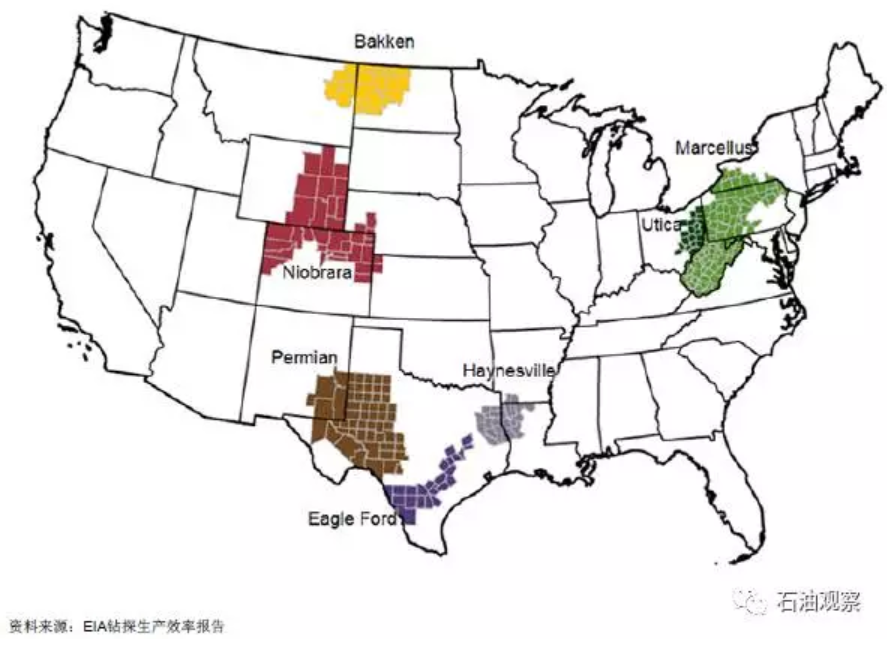 Bakken
Marcellus
Utica
Niobrara
Permian
Haynesville
Eagle Ford
石油观察
资料来源：EIA钻探生产效率报告